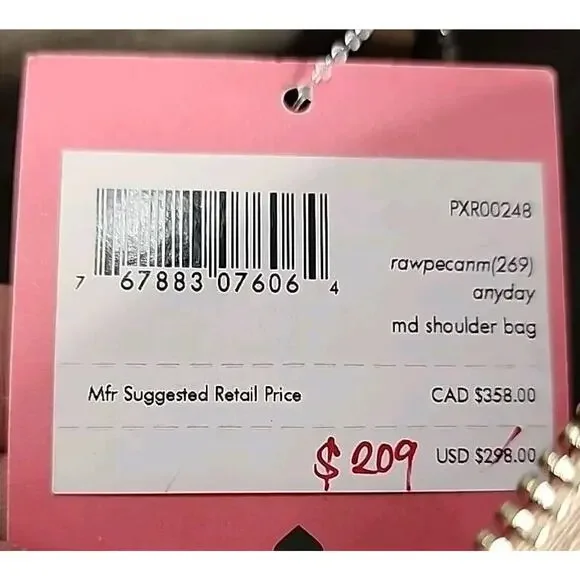 PXR00248
7 67883 07606 4
rawpecanm(269)
anyday
md shoulder bag
Mfr Suggested Retail Price CAD $358.00
$209 USD $298.00